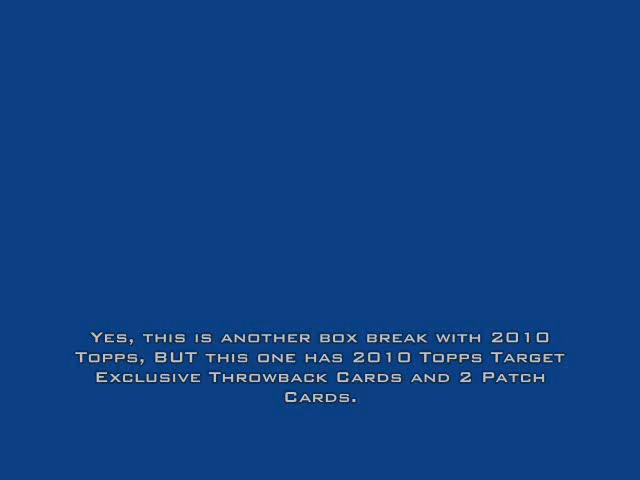 Yes, this is another box break with 2010
Topps, BUT this one has 2010 Topps Target
Exclusive Throwback Cards and 2 Patch
Cards.